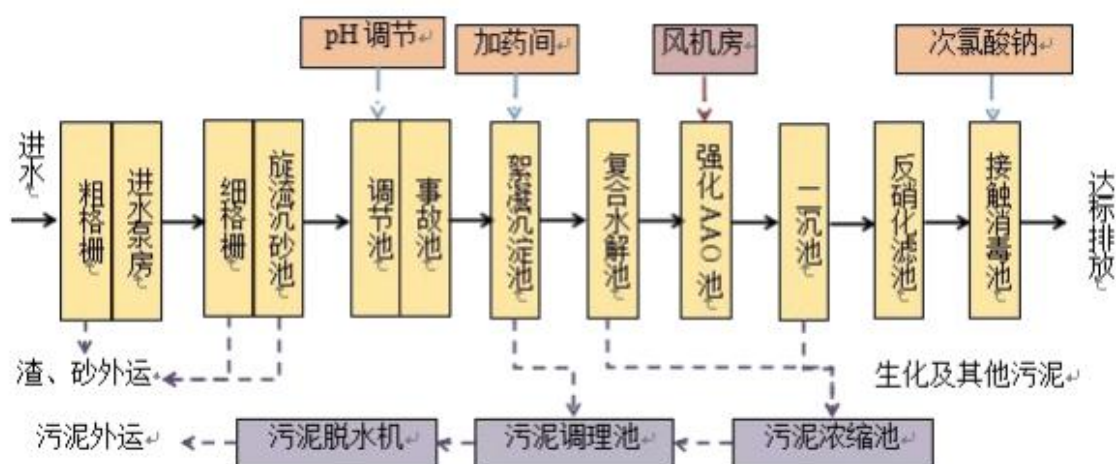 pH 调节
加药间
风机房
次氯酸钠
进水
粗格栅
进水泵房
细格栅
旋流沉砂池
调节池
事故池
絮凝沉淀池
复合水解池
强化 AAO 池
二沉池
反硝化滤池
接触消毒池
达标排放
渣、砂外运
生化及其他污泥
污泥外运
污泥脱水机
污泥调理池
污泥浓缩池